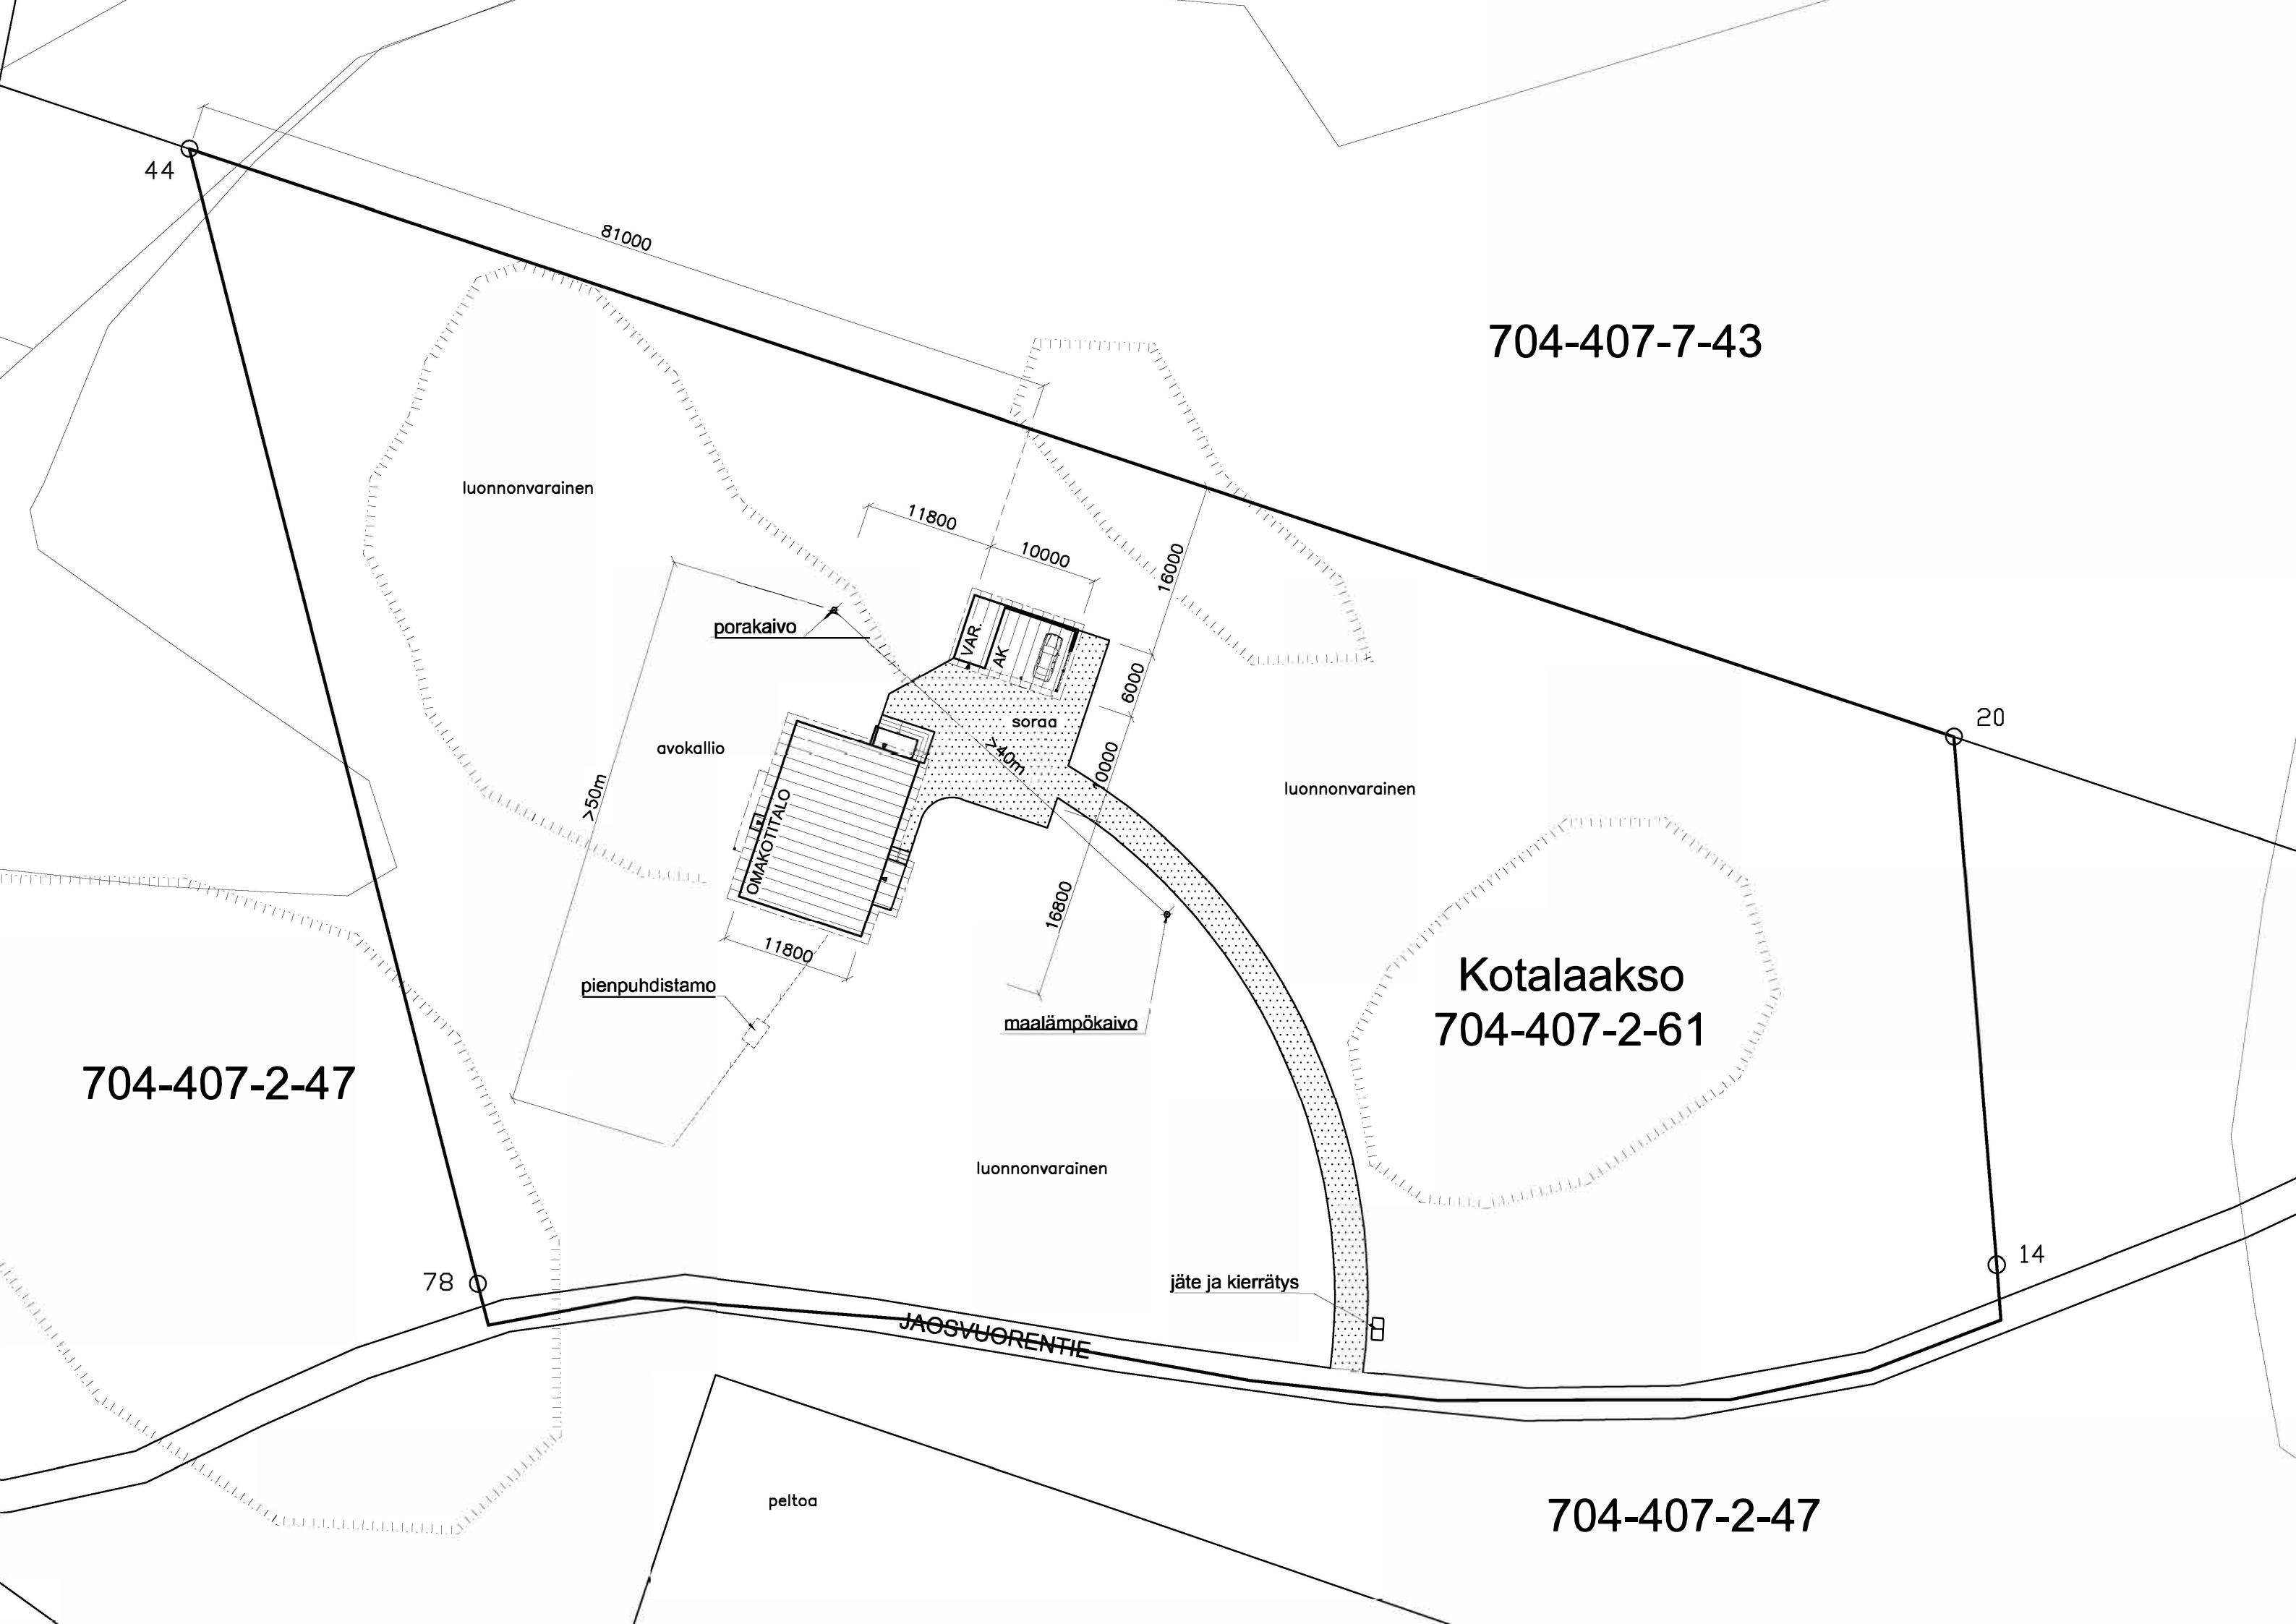 44
81000
704-407-7-43
luonnonvarainen
11800
10000
16000
porakaivo
VAR.
AK
6000
soraa
20
avokallio
>40m
10000
luonnonvarainen
>50m
OMAKOTITALO
16800
11800
pienpuhdistamo
maalämpökaivo
Kotalaakso
704-407-2-61
704-407-2-47
luonnonvarainen
14
78
jäte ja kierrätys
JAOSVUORENTIE
peltoa
704-407-2-47